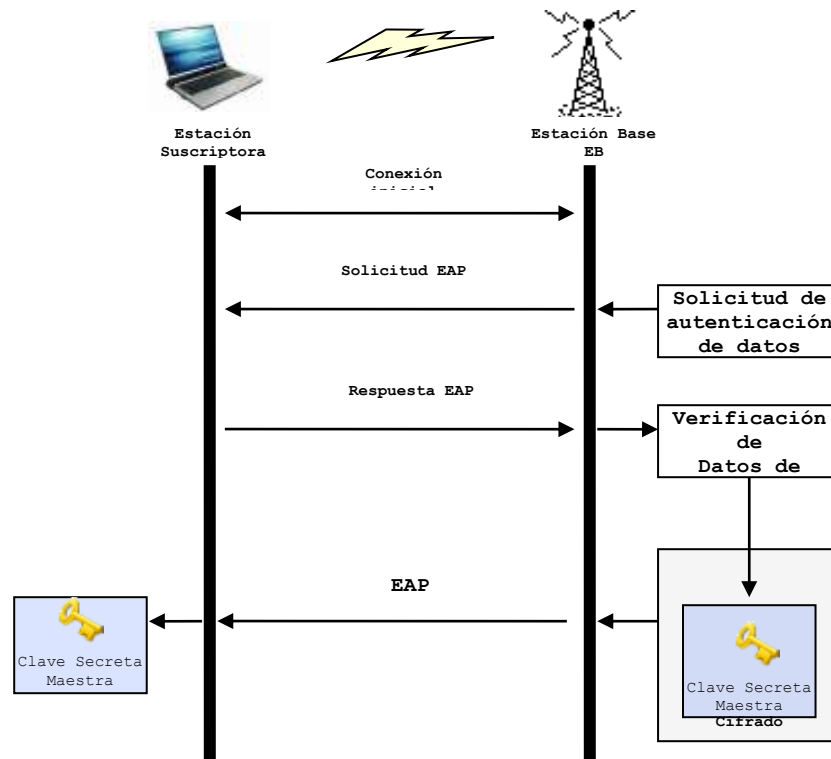 Estación
Suscriptora
Estación Base
EB
Conexión
inicial
Solicitud EAP
Solicitud de
autenticación
de datos
Respuesta EAP
Verificación
de
Datos de
EAP
Clave Secreta
Maestra
Clave Secreta
Maestra
Cifrado